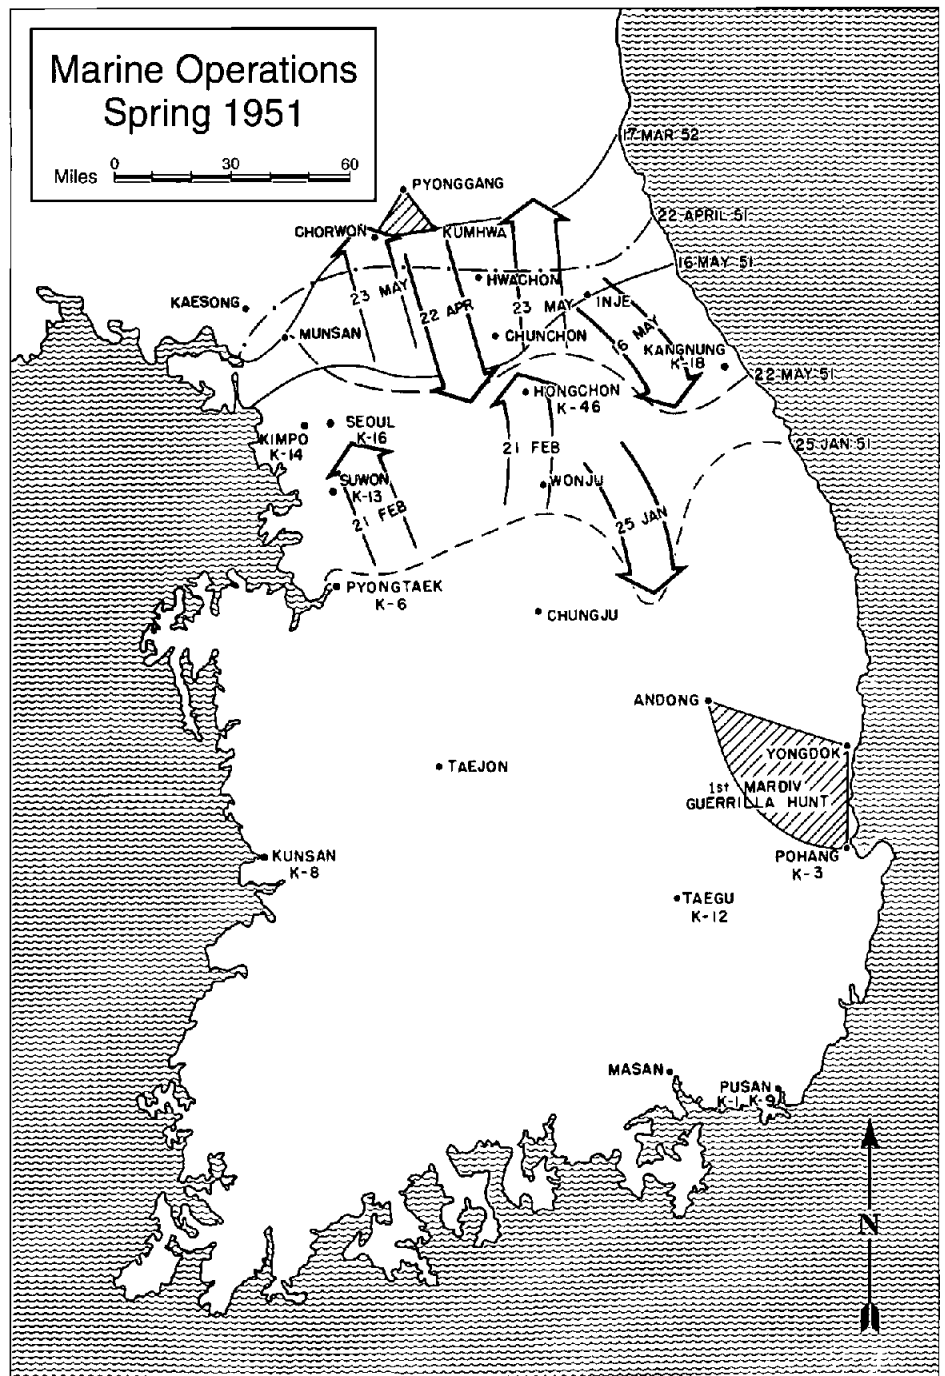 Marine Operations
Spring 1951
0 30 60
Miles
17 MAR 52
PYONGGANG
22 APRIL 51
CHORWON
KUMHWA
16 MAY 51
HWACHON
23 MAY
INJE
KAESONG
22 APR
23 MAY
16 MAY
MUNSAN
CHUNCHON
KANGNUNG
K-18
22 MAY 51
HONGCHON
K-46
SEOUL
K-16
KIMPO
K-14
25 JAN 51
21 FEB
SUWON
K-13
WONJU
21 FEB
25 JAN
PYONGTAEK
K-6
CHUNGJU
ANDONG
YONGDOK
TAEJON
1st MARDIV
GUERRILLA HUNT
KUNSAN
K-8
POHANG
K-3
TAEGU
K-12
MASAN
PUSAN
K-1, K-9
N